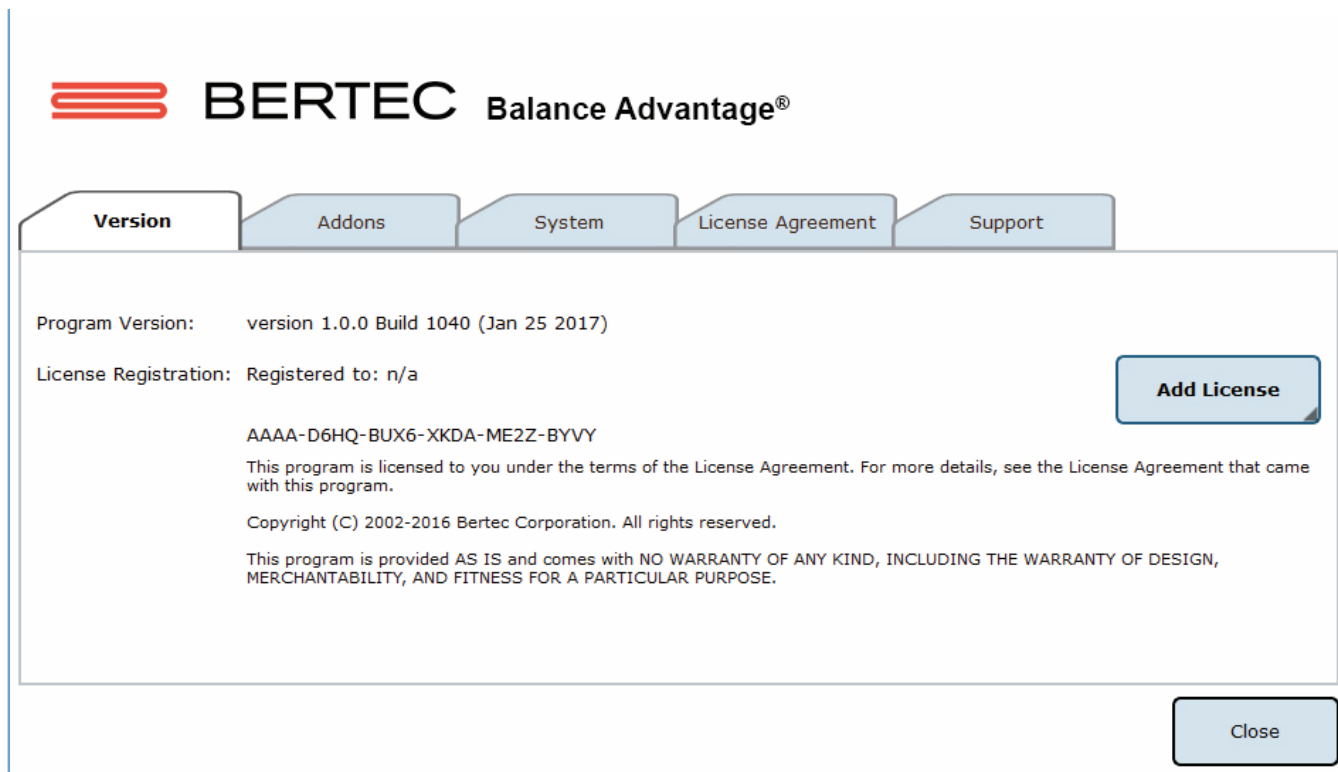 BERTEC Balance Advantage®
Version Addons System License Agreement Support
Program Version: version 1.0.0 Build 1040 (Jan 25 2017)
License Registration: Registered to: n/a
Add License
AAAA-D6HQ-BUX6-XKDA-ME2Z-BYVY
This program is licensed to you under the terms of the License Agreement. For more details, see the License Agreement that came
with this program.
Copyright (C) 2002-2016 Bertec Corporation. All rights reserved.
This program is provided AS IS and comes with NO WARRANTY OF ANY KIND, INCLUDING THE WARRANTY OF DESIGN,
MERCHANTABILITY, AND FITNESS FOR A PARTICULAR PURPOSE.
Close